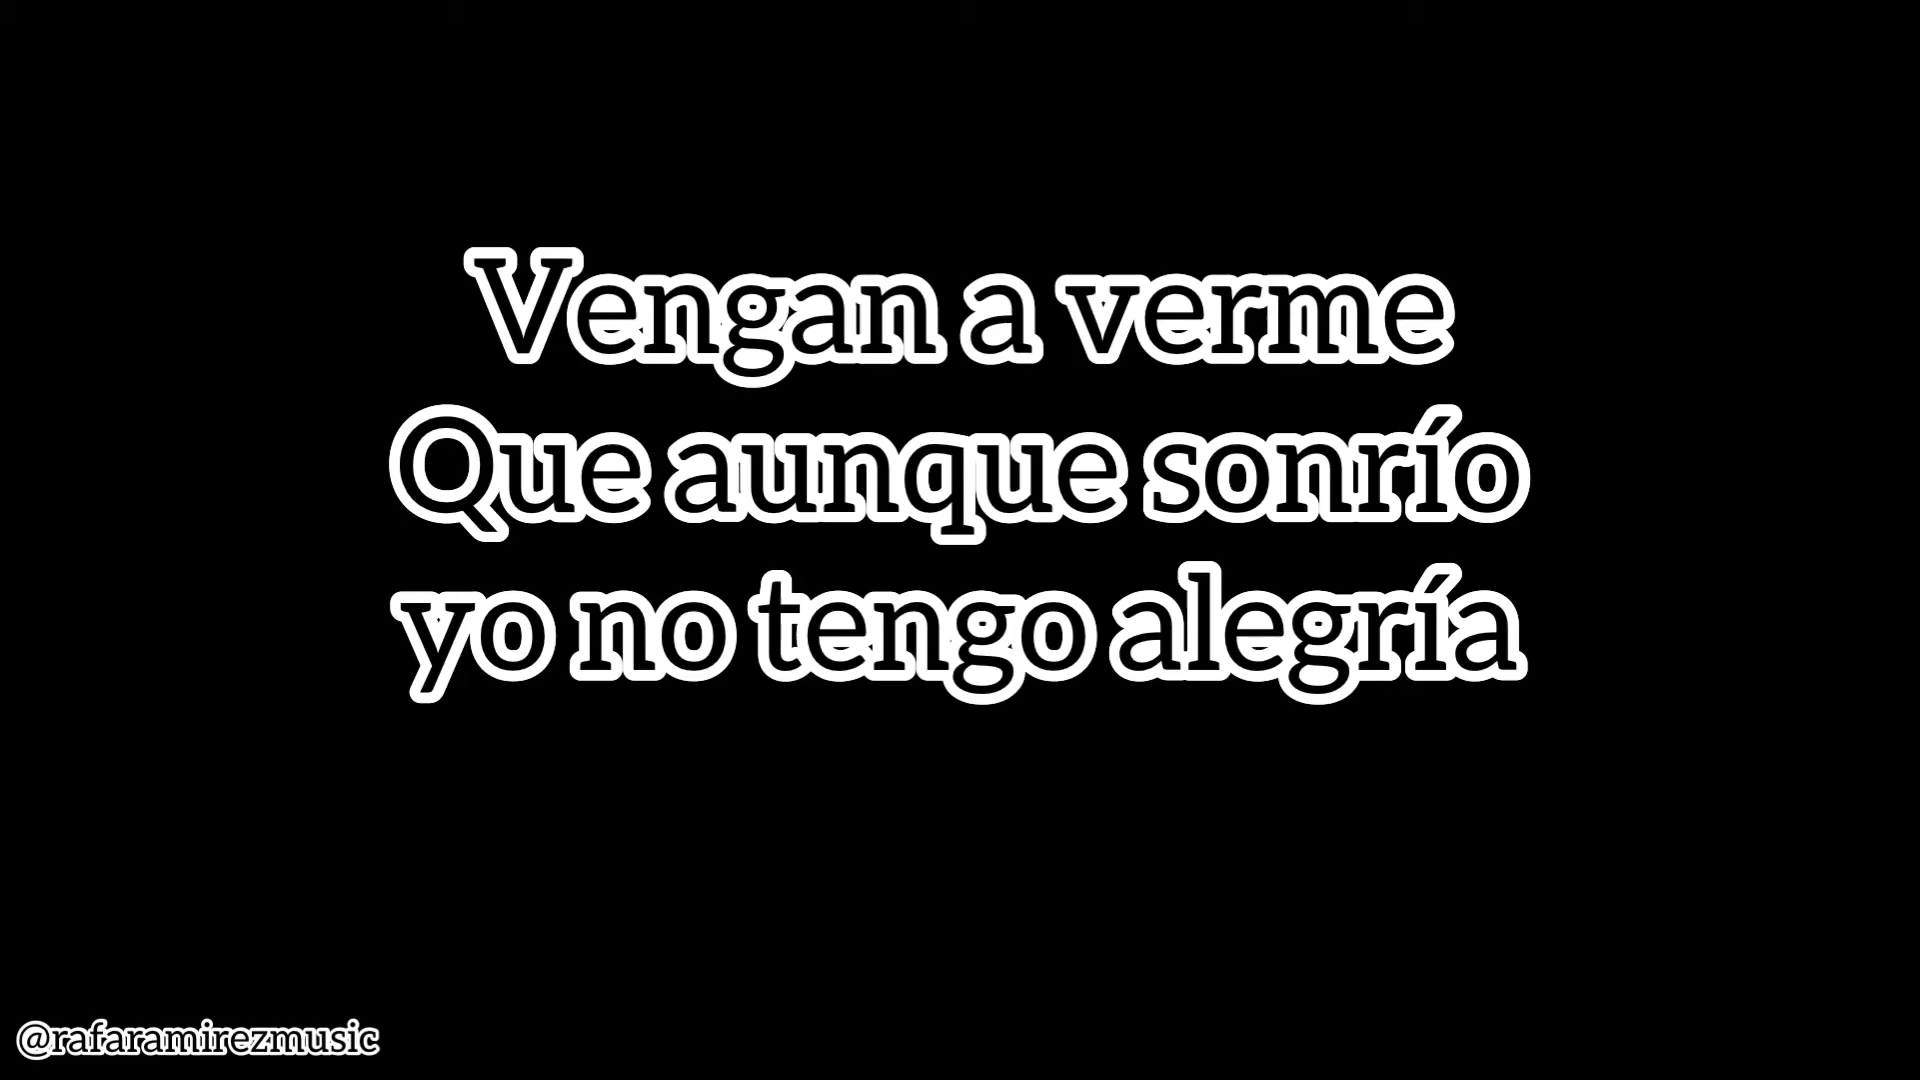 Vengan a verme
Que aunque sonrío
yo no tengo alegría
@rafaramirezmusic